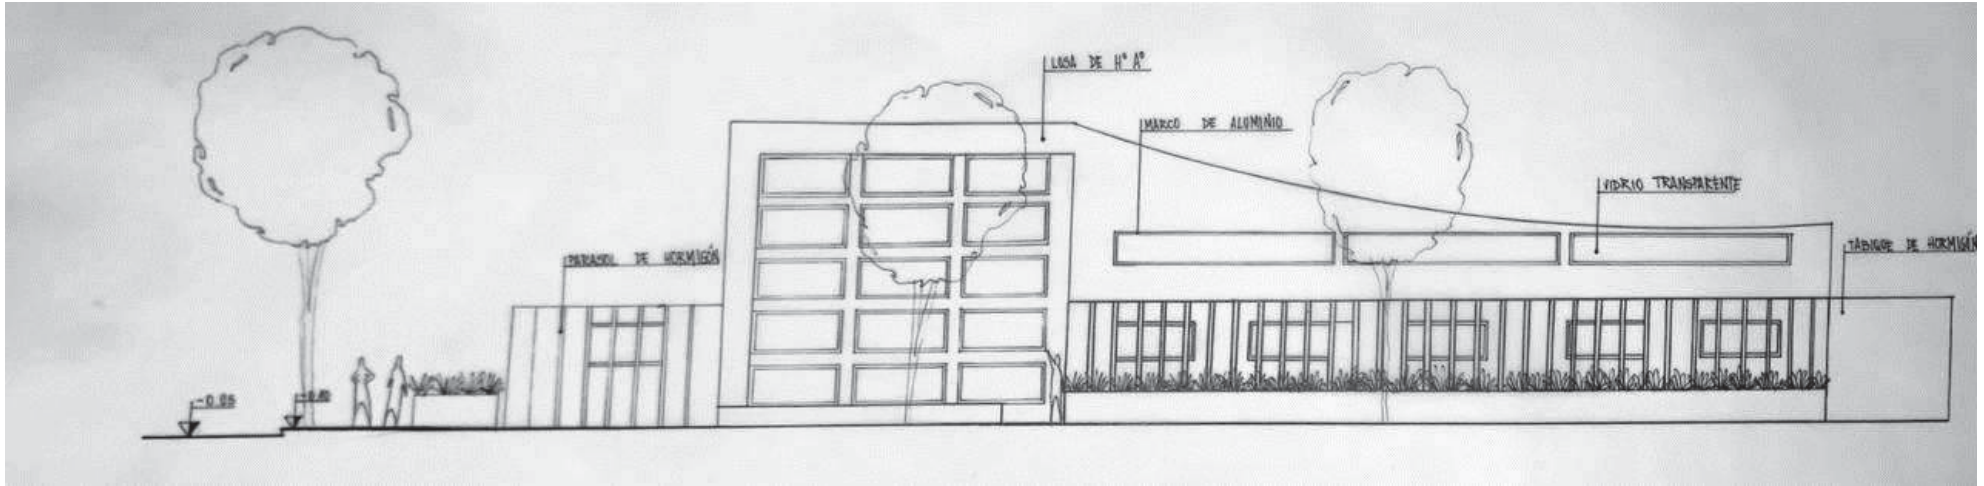 LOSA DE H° A°
MARCO DE ALUMINIO
VIDRIO TRANSPARENTE
PARASOL DE HORMIGÓN
TABIQUE DE HORMIGÓN
-0.05